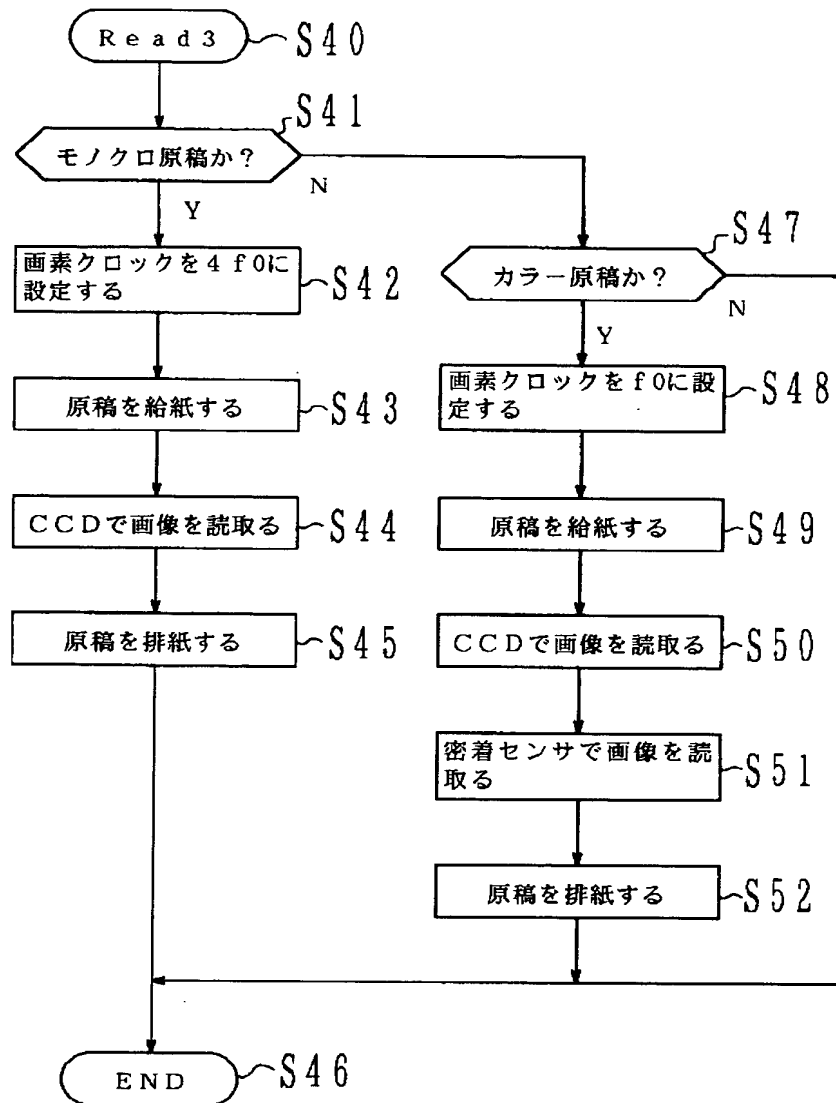 Read3
S40
S41
モノクロ原稿か？
N
Y
S47
カラー原稿か？
N
Y
画素クロックを4f0に
設定する
S42
画素クロックをf0に設
定する
S48
原稿を給紙する
S43
原稿を給紙する
S49
CCDで画像を読取る
S44
CCDで画像を読取る
S50
原稿を排紙する
S45
密着センサで画像を読
取る
S51
原稿を排紙する
S52
END
S46